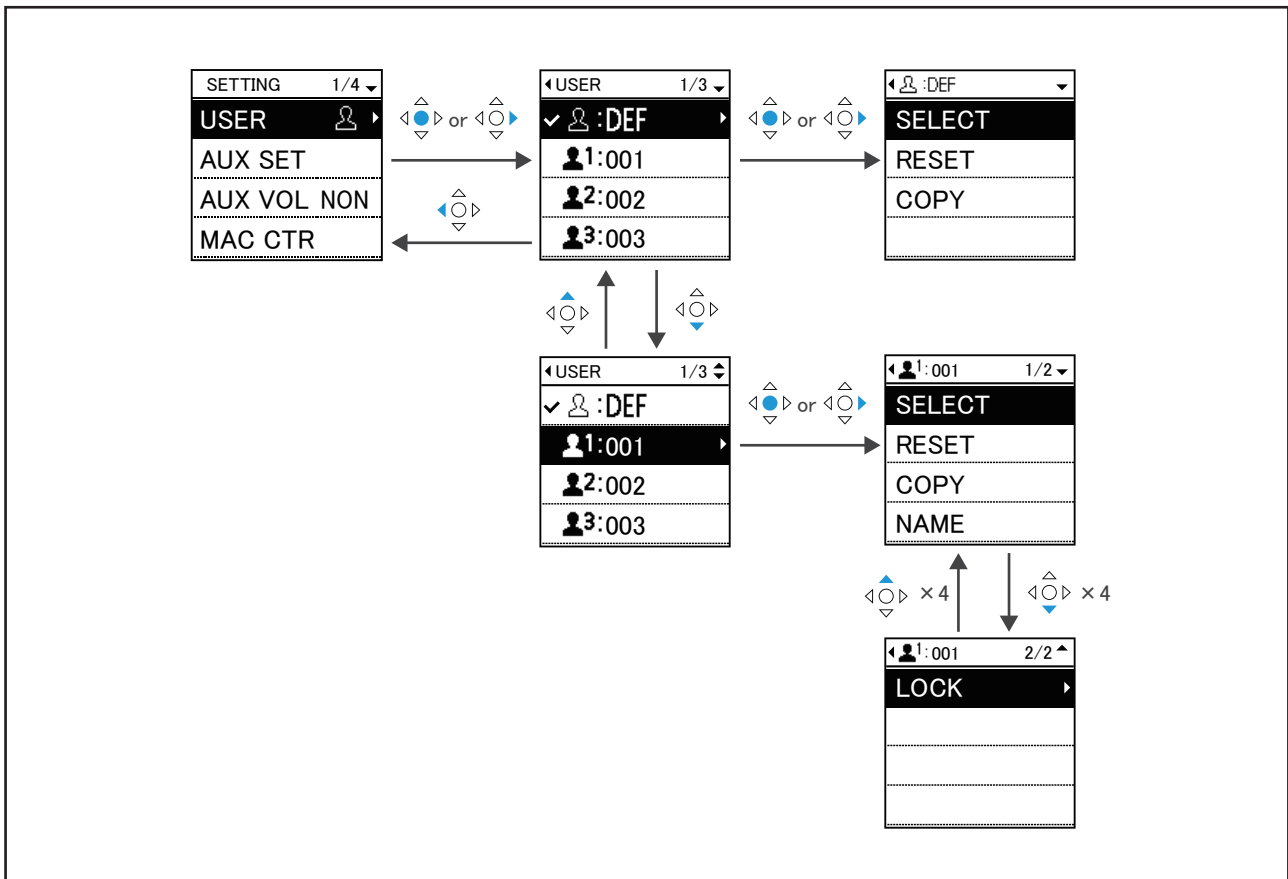 SETTING 1/4
USER
AUX SET
AUX VOL NON
MAC CTR
or
USER 1/3
:DEF
1:001
2:002
3:003
or
:DEF
SELECT
RESET
COPY
USER 1/3
:DEF
1:001
2:002
3:003
or
1:001 1/2
SELECT
RESET
COPY
NAME
×4
×4
1:001 2/2
LOCK